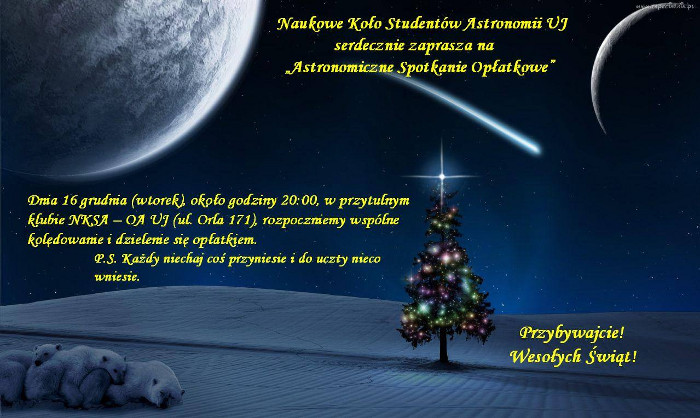 Naukowe Koło Studentów Astronomii UJ
serdecznie zaprasza na
„Astronomiczne Spotkanie Opłatkowe”
Dnia 16 grudnia (wtorek), około godziny 20:00, w przytulnym
klubie NKSA – OA UJ (ul. Orla 171), rozpoczniemy wspólne
kolędowanie i dzielenie się opłatkiem.
P.S. Każdy niechaj coś przyniesie i do uczty nieco
wniesie.
Przybywajcie!
Wesołych Świąt!